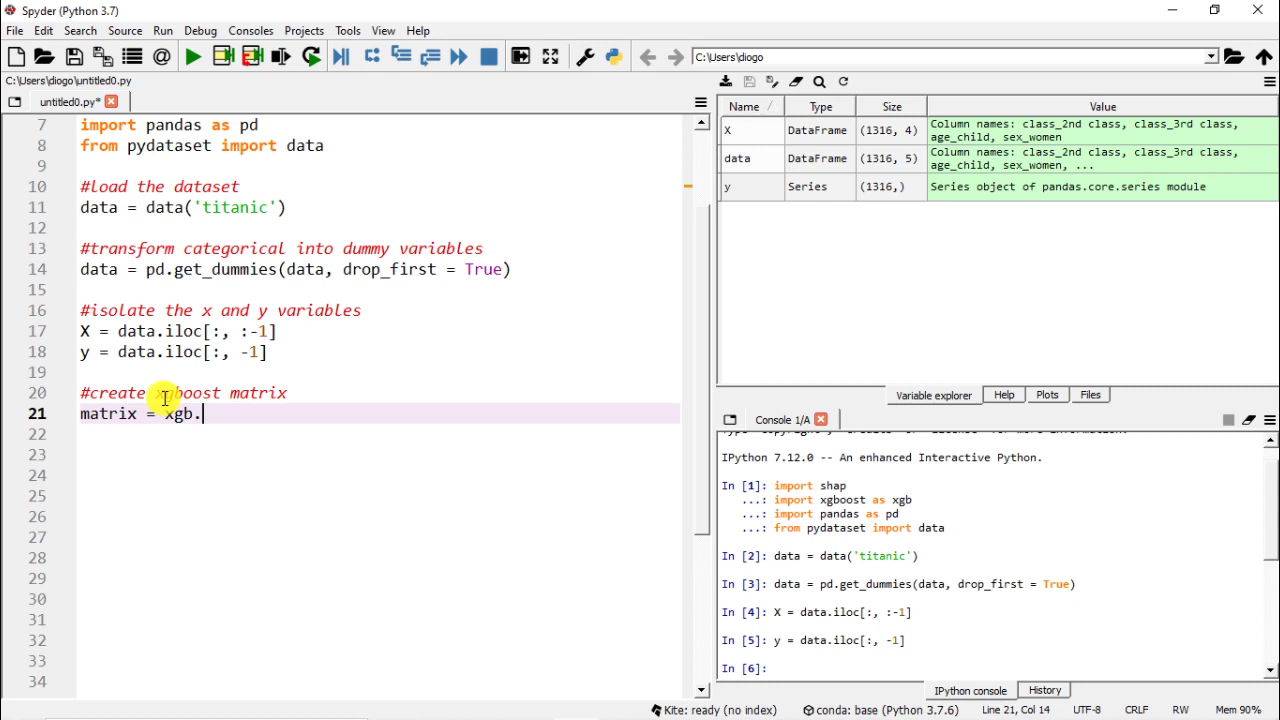 Spyder (Python 3.7)
File Edit Search Source Run Debug Consoles Projects Tools View Help
C:\Users\diogo
C:\Users\diogo\untitled0.py
untitled0.py*
7 import pandas as pd
8 from pydataset import data
9
10 #load the dataset
11 data = data('titanic')
12
13 #transform categorical into dummy variables
14 data = pd.get_dummies(data, drop_first = True)
15
16 #isolate the x and y variables
17 X = data.iloc[:, :-1]
18 y = data.iloc[:, -1]
19
20 #create xgboost matrix
21 matrix = xgb.
22
23
24
25
26
27
28
29
30
31
32
33
34
Name Type Size Value
X DataFrame (1316, 4) Column names: class_2nd class, class_3rd class,
age_child, sex_women
data DataFrame (1316, 5) Column names: class_2nd class, class_3rd class,
age_child, sex_women, ...
y Series (1316,) Series object of pandas.core.series module
Variable explorer Help Plots Files
Console 1/A
IPython 7.12.0 -- An enhanced Interactive Python.
In [1]: import shap
...: import xgboost as xgb
...: import pandas as pd
...: from pydataset import data
In [2]: data = data('titanic')
In [3]: data = pd.get_dummies(data, drop_first = True)
In [4]: X = data.iloc[:, :-1]
In [5]: y = data.iloc[:, -1]
In [6]:
IPython console History
Kite: ready (no index) conda: base (Python 3.7.6) Line 21, Col 14 UTF-8 CRLF RW Mem 90%